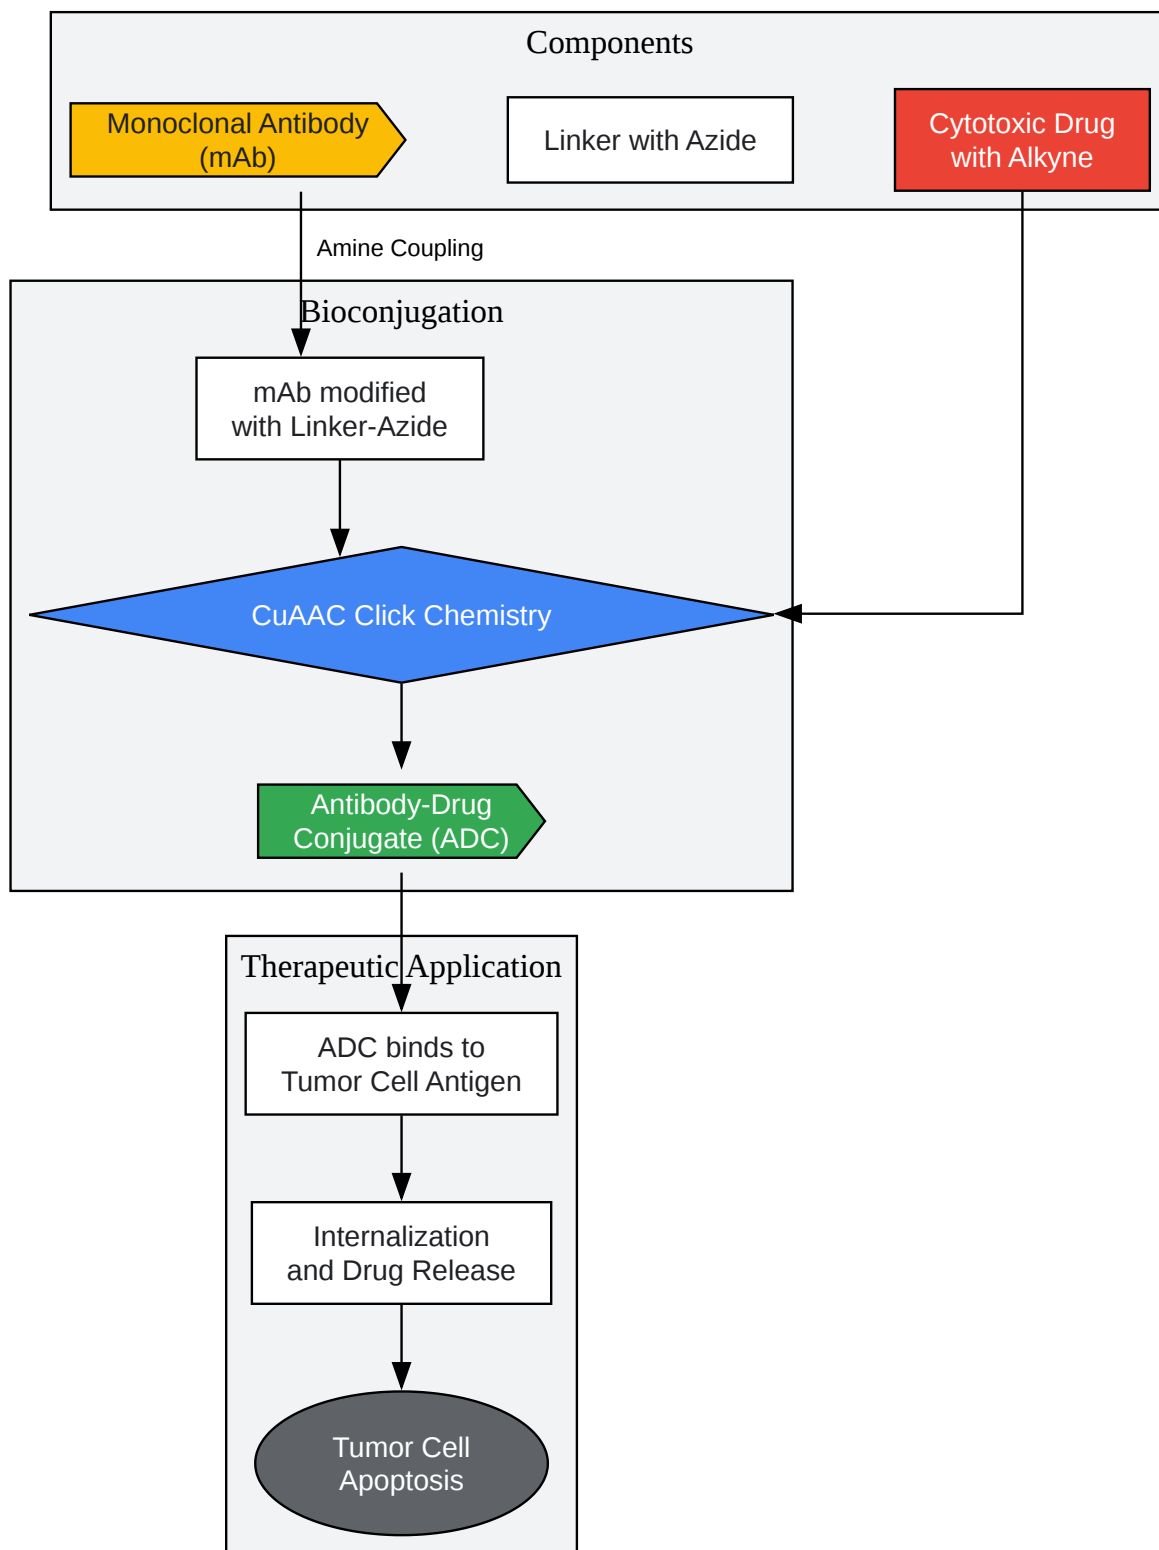 Components
Monoclonal Antibody
(mAb)
Linker with Azide
Cytotoxic Drug
with Alkyne
Amine Coupling
Bioconjugation
mAb modified
with Linker-Azide
CuAAC Click Chemistry
Antibody-Drug
Conjugate (ADC)
Therapeutic Application
ADC binds to
Tumor Cell Antigen
Internalization
and Drug Release
Tumor Cell
Apoptosis